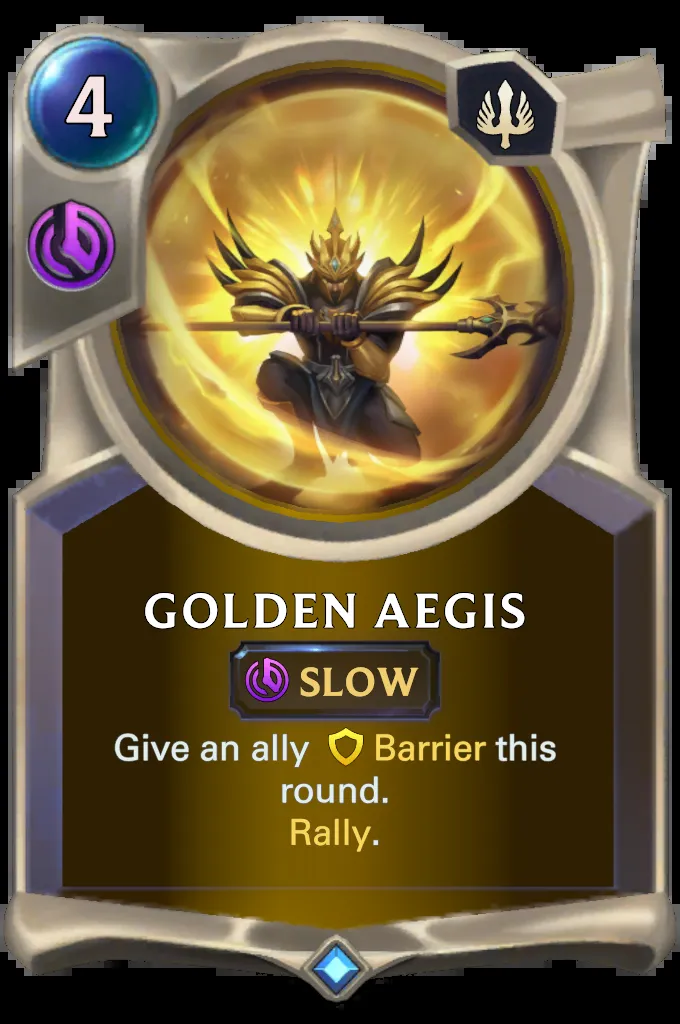 4
GOLDEN AEGIS
SLOW
Give an ally Barrier this
round.
Rally.